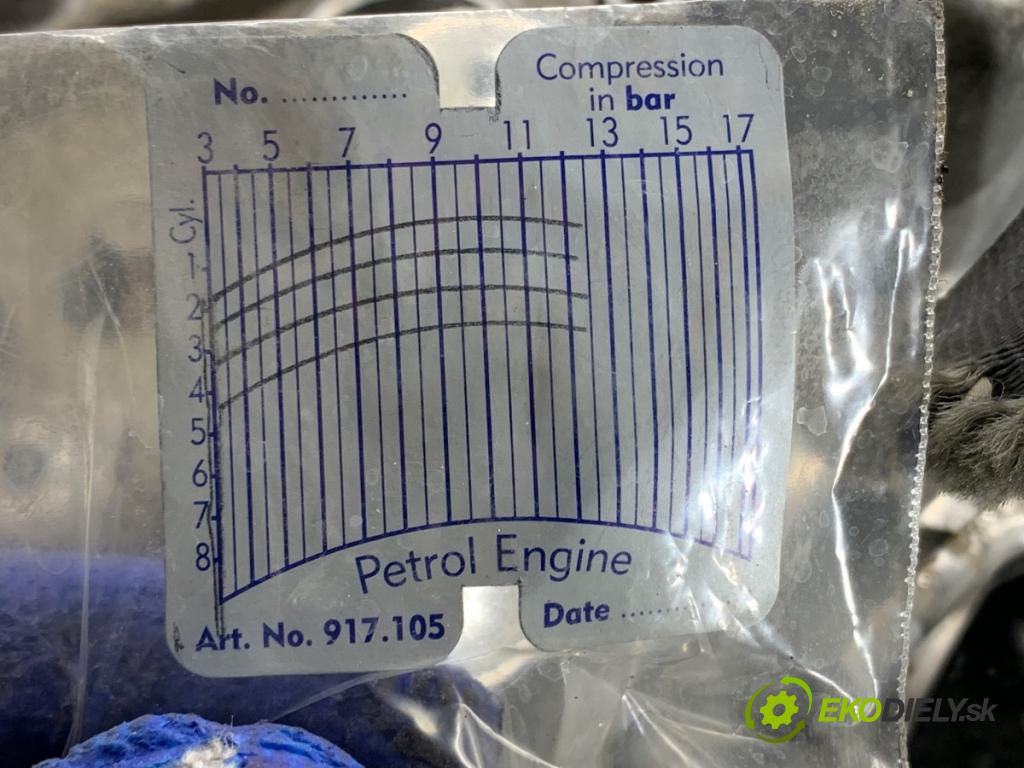 No. .............
Compression
in bar
3 5 7 9 11 13 15 17
Cyl.
1
2
3
4
5
6
7
8
Petrol Engine
Art. No. 917.105
Date ..............
EKODIELY.sk